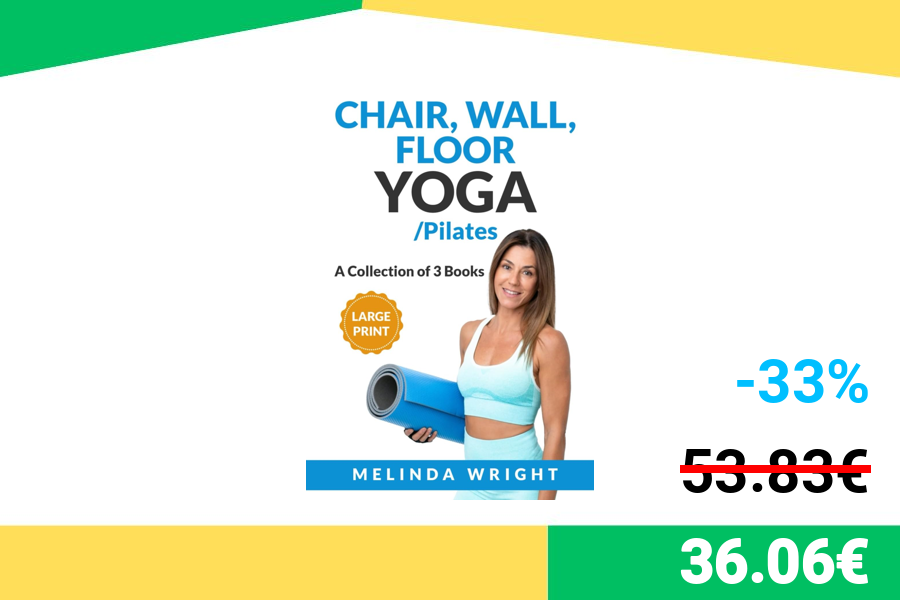 CHAIR, WALL,
FLOOR
YOGA
/Pilates
A Collection of 3 Books
LARGE
PRINT
MELINDA WRIGHT
-33%
53.83€
36.06€